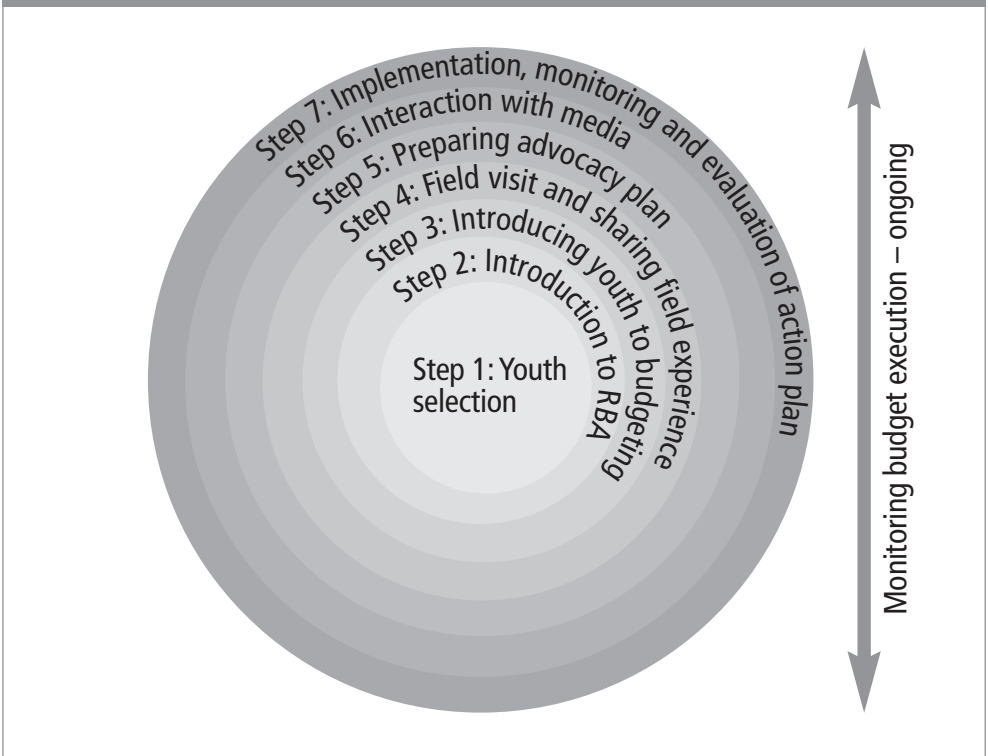 Step 7: Implementation, monitoring and evaluation of action plan
Step 6: Interaction with media
Step 5: Preparing advocacy plan
Step 4: Field visit and sharing field experience
Step 3: Introducing youth to budgeting
Step 2: Introduction to RBA
Step 1: Youth
selection
Monitoring budget execution – ongoing